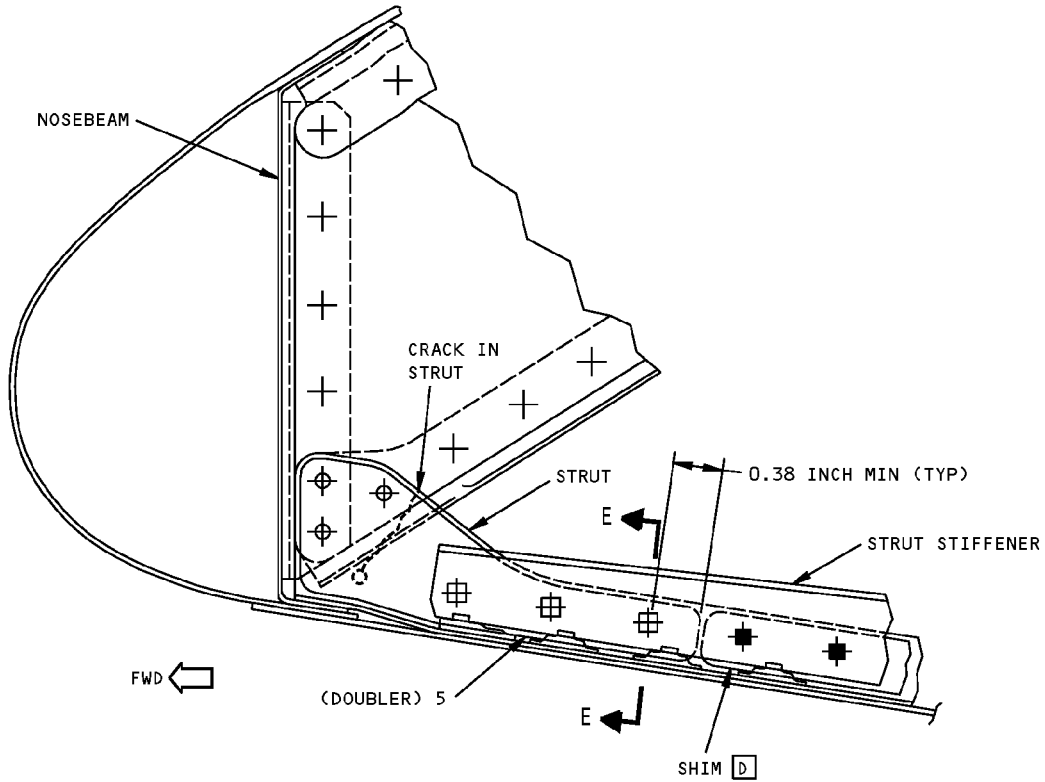 NOSEBEAM
CRACK IN
STRUT
0.38 INCH MIN (TYP)
STRUT
E
STRUT STIFFENER
FWD
(DOUBLER) 5
E
SHIM D